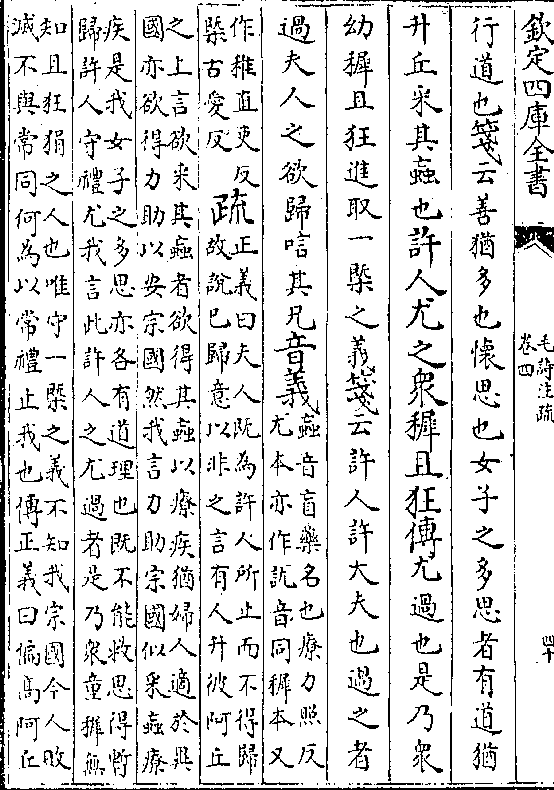 欽定四庫全書
毛詩注疏
卷四
四十
行道也箋云善猶多也懷思也女子之多思者有道猶
升丘采其蝱也許人尤之衆穉且狂傳尤過也是乃衆
幼穉且狂進取一槩之義箋云許人許大夫也過之者
過夫人之欲歸唁其兄音義蝱音盲藥名也療力照反
尤本亦作訧音同穉本又
作稚直吏反
槩古愛反
疏正義曰夫人既為許人所止而不得歸
故說已歸意以非之言有人升彼阿丘
之上言欲采其蝱者欲得其蝱以療疾猶婦人適於異
國亦欲得力助以安宗國然我言力助宗國似采蝱療
疾是我女子之多思亦各有道理也既不能救思得暫
歸許人守禮尤我言此許人之尤過者是乃衆童穉無
知且狂狷之人也唯守一槩之義不知我宗國今人敗
滅不與常同何為以常禮止我也傳正義曰偏髙阿丘